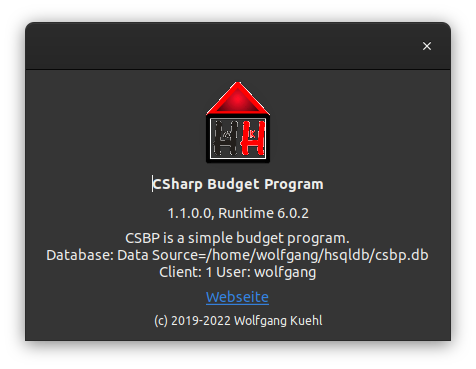 CSharp Budget Program
1.1.0.0, Runtime 6.0.2
CSBP is a simple budget program.
Database: Data Source=/home/wolfgang/hsqldb/csbp.db
Client: 1 User: wolfgang
Webseite
(c) 2019-2022 Wolfgang Kuehl